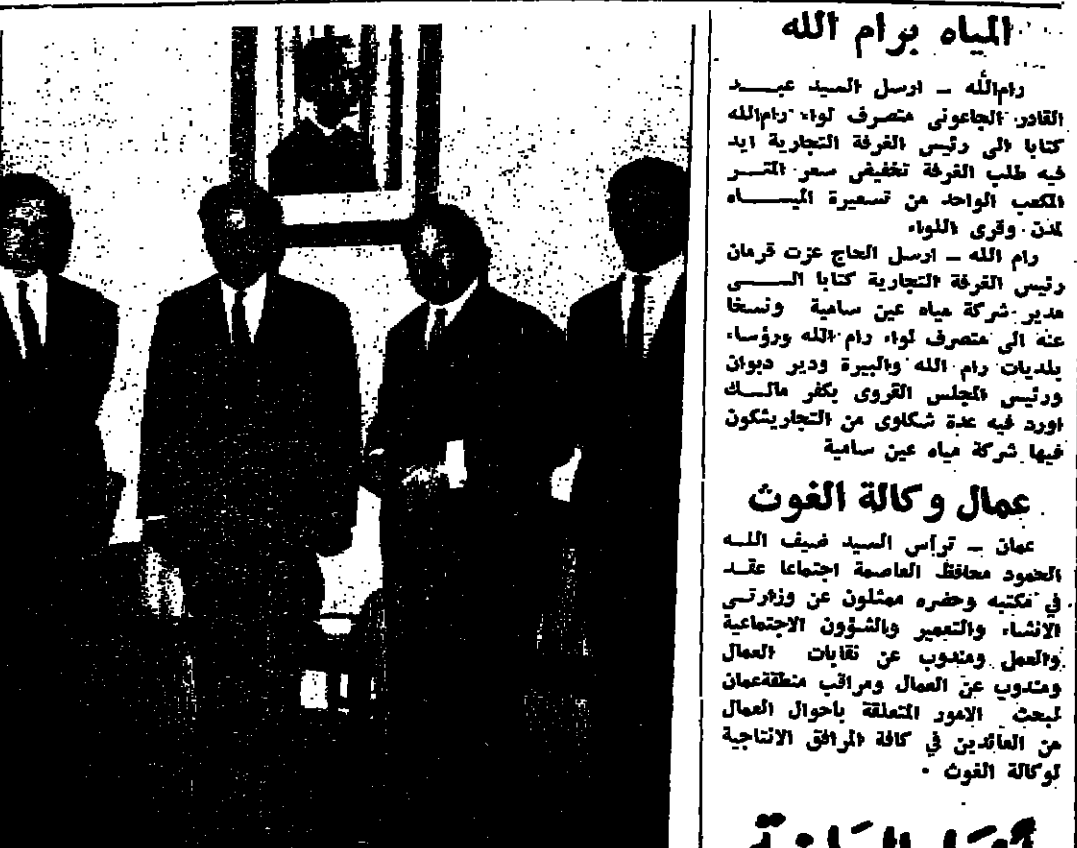 المياه برام الله
رام الله — ارسل السيد عبد
القادر الجاعوني متصرف لواء رام الله
كتابا الى رئيس الغرفة التجارية ايد
فيه طلب الغرفة تخفيض سعر المتر
المكعب الواحد من تسعيرة المياه
لمدن وقرى اللواء
رام الله — ارسل الحاج عزت قرمان
رئيس الغرفة التجارية كتابا الى
مدير شركة مياه عين سامية ونسخا
عنه الى متصرف لواء رام الله ورؤساء
بلديات رام الله والبيرة ودير دبوان
ورئيس المجلس القروى بكفر مالك
اورد فيه عدة شكاوى من التجار يشكون
فيها شركة مياه عين سامية
عمال وكالة الغوث
عمان — ترأس السيد ضيف الله
الحمود محافظ العاصمة اجتماعا عقد
في مكتبه وحضره ممثلون عن وزارتى
الانشاء والتعمير والشؤون الاجتماعية
والعمل ومندوب عن نقابات العمال
ومندوب عن العمال ومراقب منطقة عمان
لبحث الامور المتعلقة باحوال العمال
من العائدين في كافة المرافق الانتاجية
لوكالة الغوث .